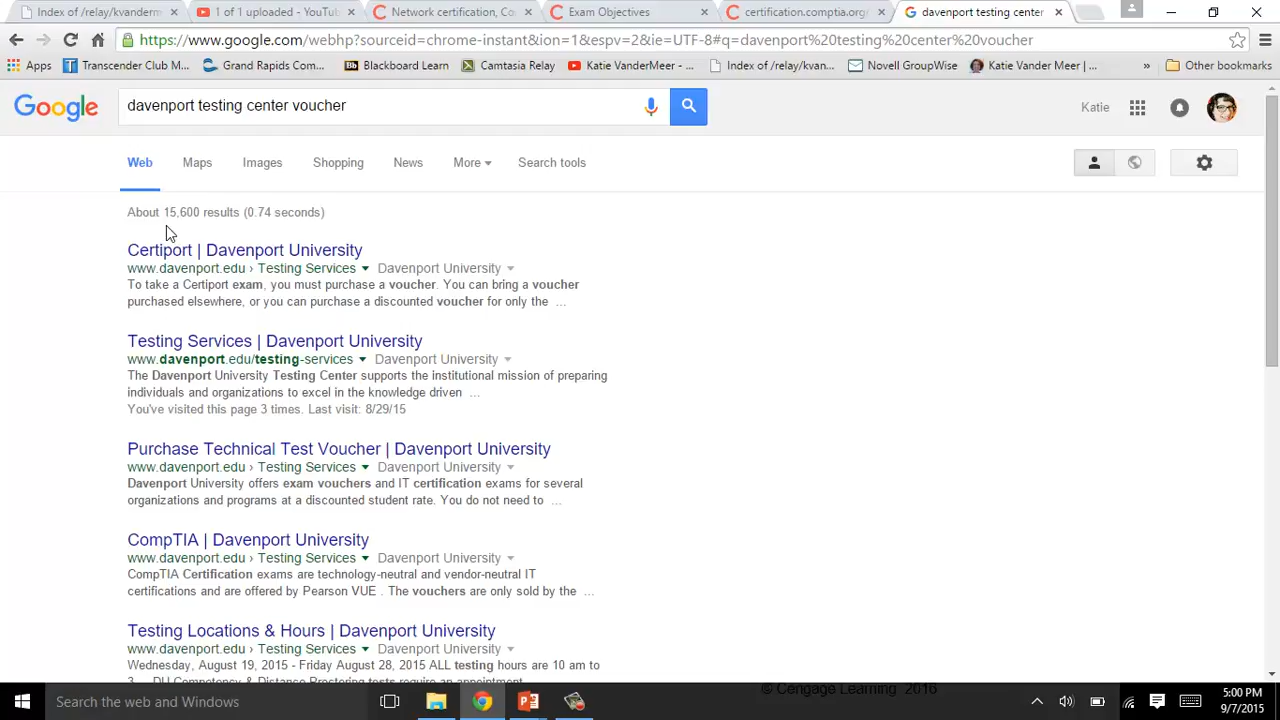 Index of /relay/kvanderm
1 of 1 uploaded - YouTub
Network certification, Co
Exam Objectives
certification.comptia.org
davenport testing center
https://www.google.com/webhp?sourceid=chrome-instant&ion=1&espv=2&ie=UTF-8#q=davenport%20testing%20center%20voucher
Apps
Transcender Club M...
Grand Rapids Com...
Blackboard Learn
Camtasia Relay
Katie VanderMeer - ...
Index of /relay/kvan...
Novell GroupWise
Katie Vander Meer | ...
»
Other bookmarks
Google
davenport testing center voucher
Katie
Web
Maps
Images
Shopping
News
More
Search tools
About 15,600 results (0.74 seconds)
Certiport | Davenport University
www.davenport.edu › Testing Services Davenport University
To take a Certiport exam, you must purchase a voucher. You can bring a voucher
purchased elsewhere, or you can purchase a discounted voucher for only the ...
Testing Services | Davenport University
www.davenport.edu/testing-services Davenport University
The Davenport University Testing Center supports the institutional mission of preparing
individuals and organizations to excel in the knowledge driven ...
You've visited this page 3 times. Last visit: 8/29/15
Purchase Technical Test Voucher | Davenport University
www.davenport.edu › Testing Services Davenport University
Davenport University offers exam vouchers and IT certification exams for several
organizations and programs at a discounted student rate. You do not need to ...
CompTIA | Davenport University
www.davenport.edu › Testing Services Davenport University
CompTIA Certification exams are technology-neutral and vendor-neutral IT
certifications and are offered by Pearson VUE . The vouchers are only sold by the ...
Testing Locations & Hours | Davenport University
www.davenport.edu › Testing Services Davenport University
Wednesday, August 19, 2015 - Friday August 28, 2015 ALL testing hours are 10 am to
3 ... DU Competency & Distance Proctoring tests require an appointment.
© Cengage Learning 2016
Search the web and Windows
5:00 PM
9/7/2015